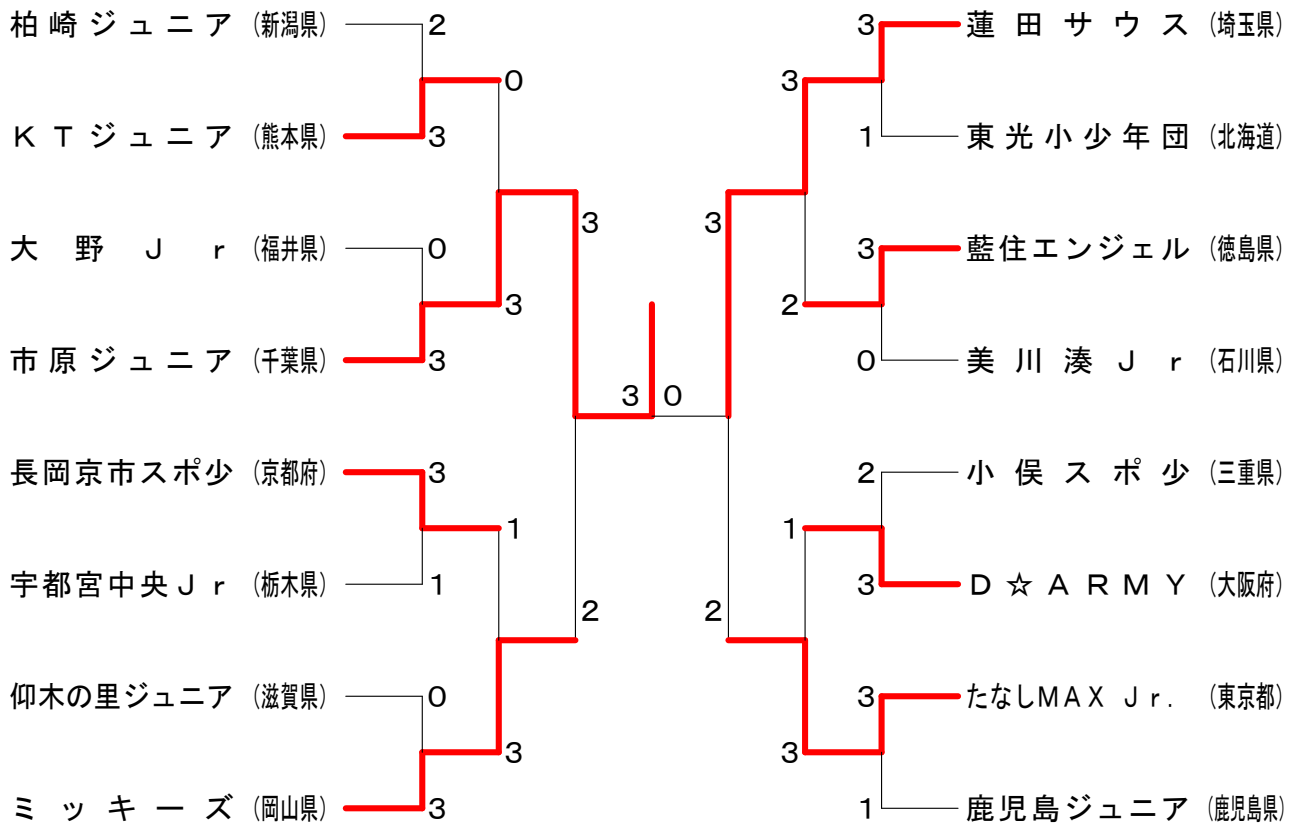 柏崎ジュニア (新潟県) 2 3 蓮田サウス (埼玉県)
0 3
KTジュニア (熊本県) 3 1 東光小少年団 (北海道)
3 3
大野Jr (福井県) 0 3 藍住エンジェル (徳島県)
3 2
市原ジュニア (千葉県) 3 0 美川湊Jr (石川県)
3 0
長岡京市スポ少 (京都府) 3 2 小俣スポ少 (三重県)
1 1
宇都宮中央Jr (栃木県) 1 3 D☆ARMY (大阪府)
2 2
仰木の里ジュニア (滋賀県) 0 3 たなしMAX Jr. (東京都)
3 3
ミッキーズ (岡山県) 3 1 鹿児島ジュニア (鹿児島県)